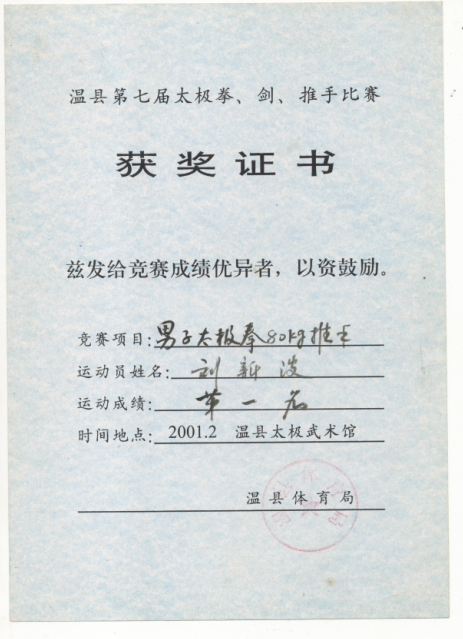 温县第七届太极拳、剑、推手比赛
获奖证书
兹发给竞赛成绩优异者，以资鼓励。
竞赛项目：男子太极拳80kg推手
运动员姓名：刘新波
运动成绩：第一名
时间地点：2001.2 温县太极武术馆
温县体育局